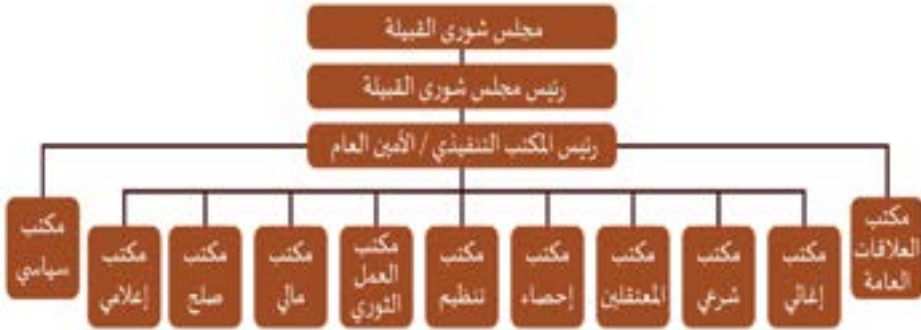 مجلس شورى القبيلة
رئيس مجلس شورى القبيلة
رئيس المكتب التنفيذي / الأمين العام
مكتب
العلاقات
العامة
مكتب
إغاثي
مكتب
شرعي
مكتب
المعتقلين
مكتب
إحصاء
مكتب
تنظيم
مكتب
العمل
الثوري
مكتب
مالي
مكتب
صلح
مكتب
إعلامي
مكتب
سياسي